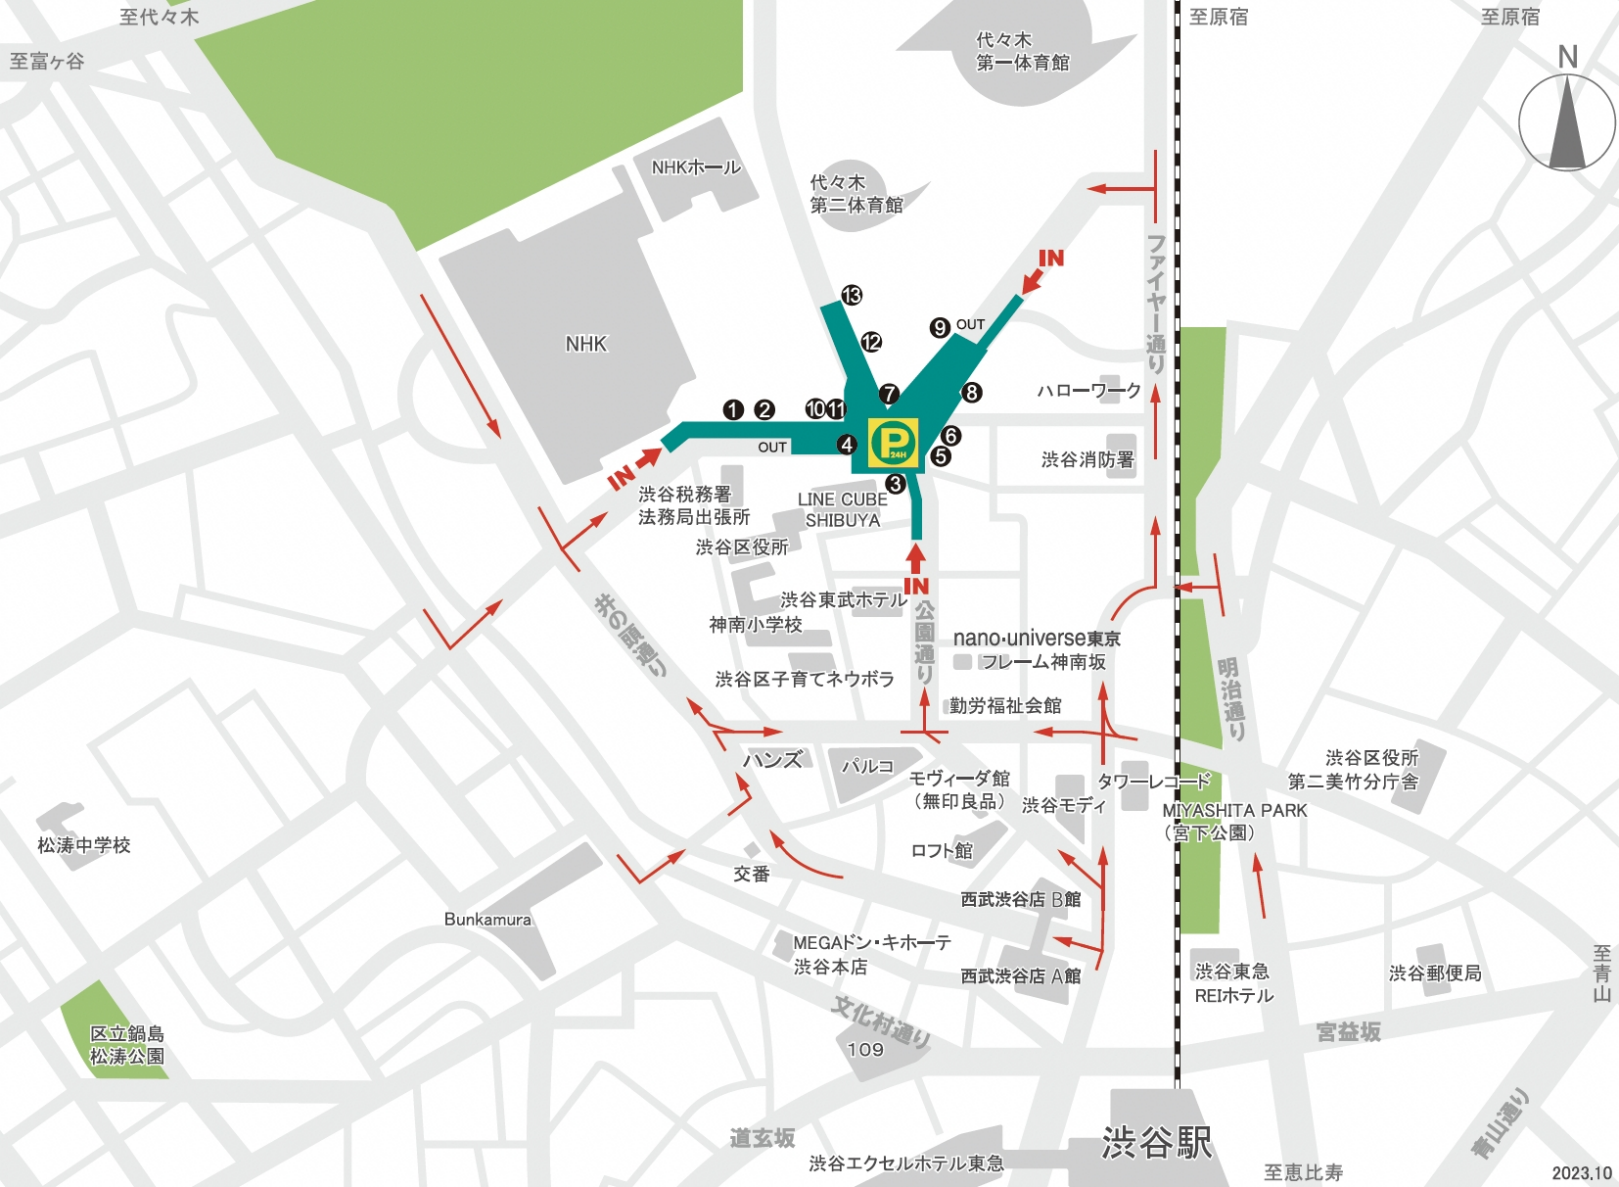 至代々木
至富ヶ谷
至原宿
至原宿
N
代々木
第一体育館
NHKホール
代々木
第二体育館
ファイヤー通り
IN
NHK
13
12
9
OUT
7
8
ハローワーク
1
2
10
11
OUT
4
P
24H
6
5
3
渋谷消防署
IN
渋谷税務署
法務局出張所
LINE CUBE
SHIBUYA
渋谷区役所
IN
渋谷東武ホテル
神南小学校
公園通り
井の頭通り
nano·universe東京
フレーム神南坂
渋谷区子育てネウボラ
勤労福祉会館
明治通り
ハンズ
パルコ
モヴィーダ館
（無印良品）
渋谷モディ
タワーレコード
渋谷区役所
第二美竹分庁舎
MIYASHITA PARK
（宮下公園）
松涛中学校
ロフト館
交番
西武渋谷店 B館
Bunkamura
MEGAドン・キホーテ
渋谷本店
西武渋谷店 A館
渋谷東急
REIホテル
渋谷郵便局
至青山
区立鍋島
松涛公園
文化村通り
109
宮益坂
道玄坂
渋谷駅
青山通り
渋谷エクセルホテル東急
至恵比寿
2023.10